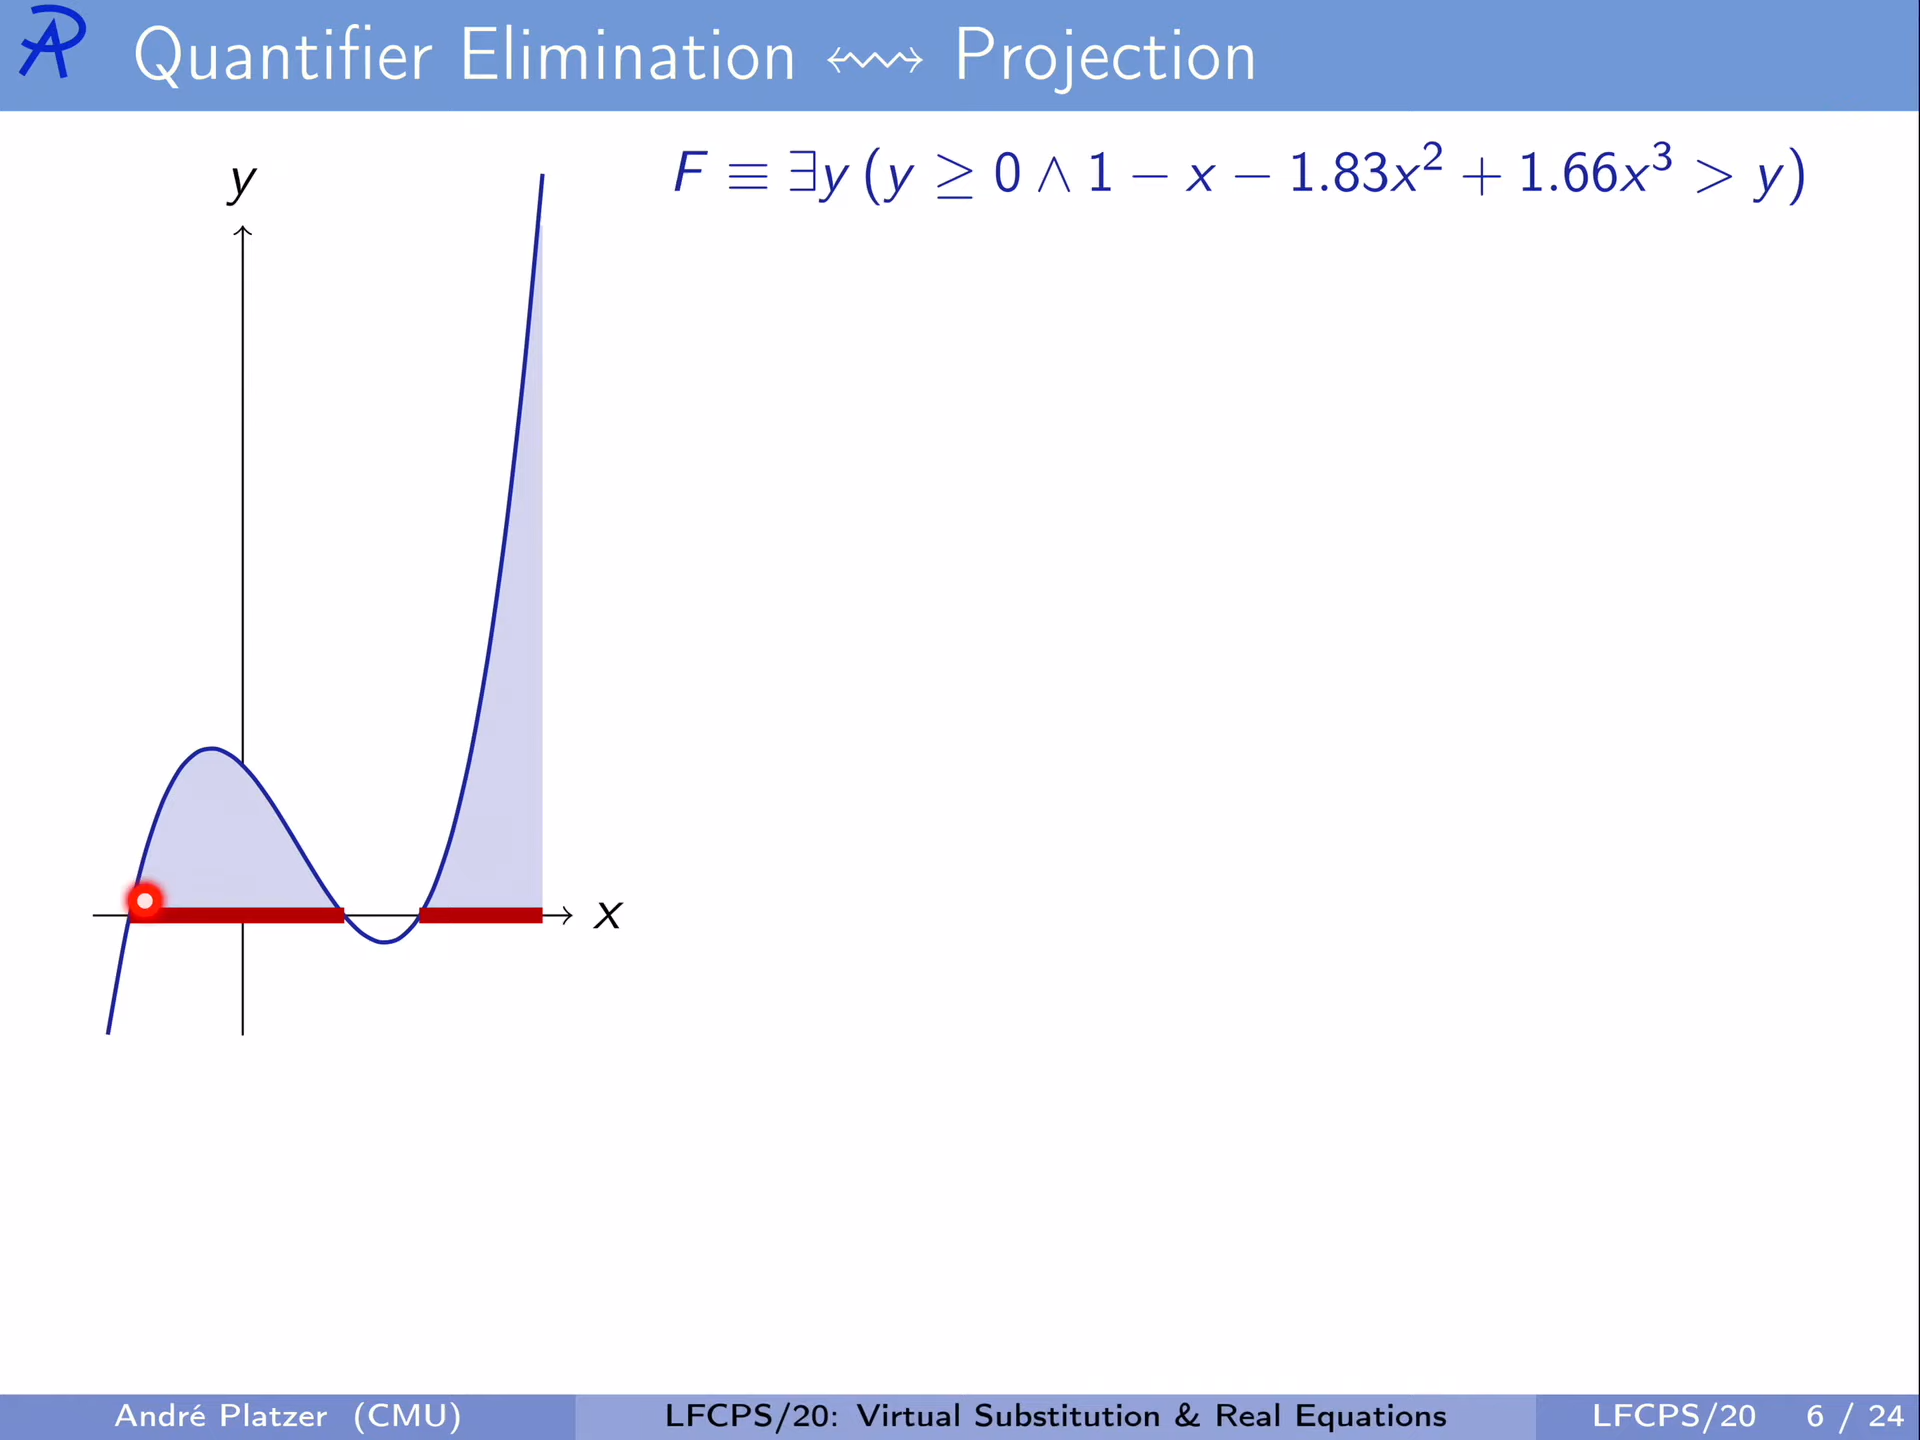 Quantifier Elimination ⟷ Projection
F ≡ ∃y (y ≥ 0 ∧ 1 − x − 1.83x² + 1.66x³ > y)
y
x
André Platzer (CMU)
LFCPS/20: Virtual Substitution & Real Equations
LFCPS/20 6 / 24